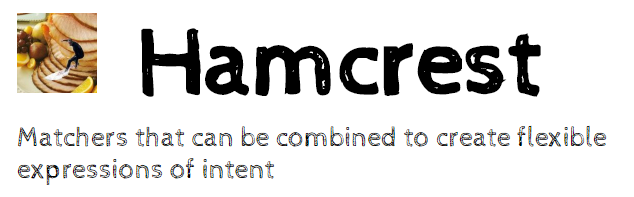 Hamcrest
Matchers that can be combined to create flexible
expressions of intent